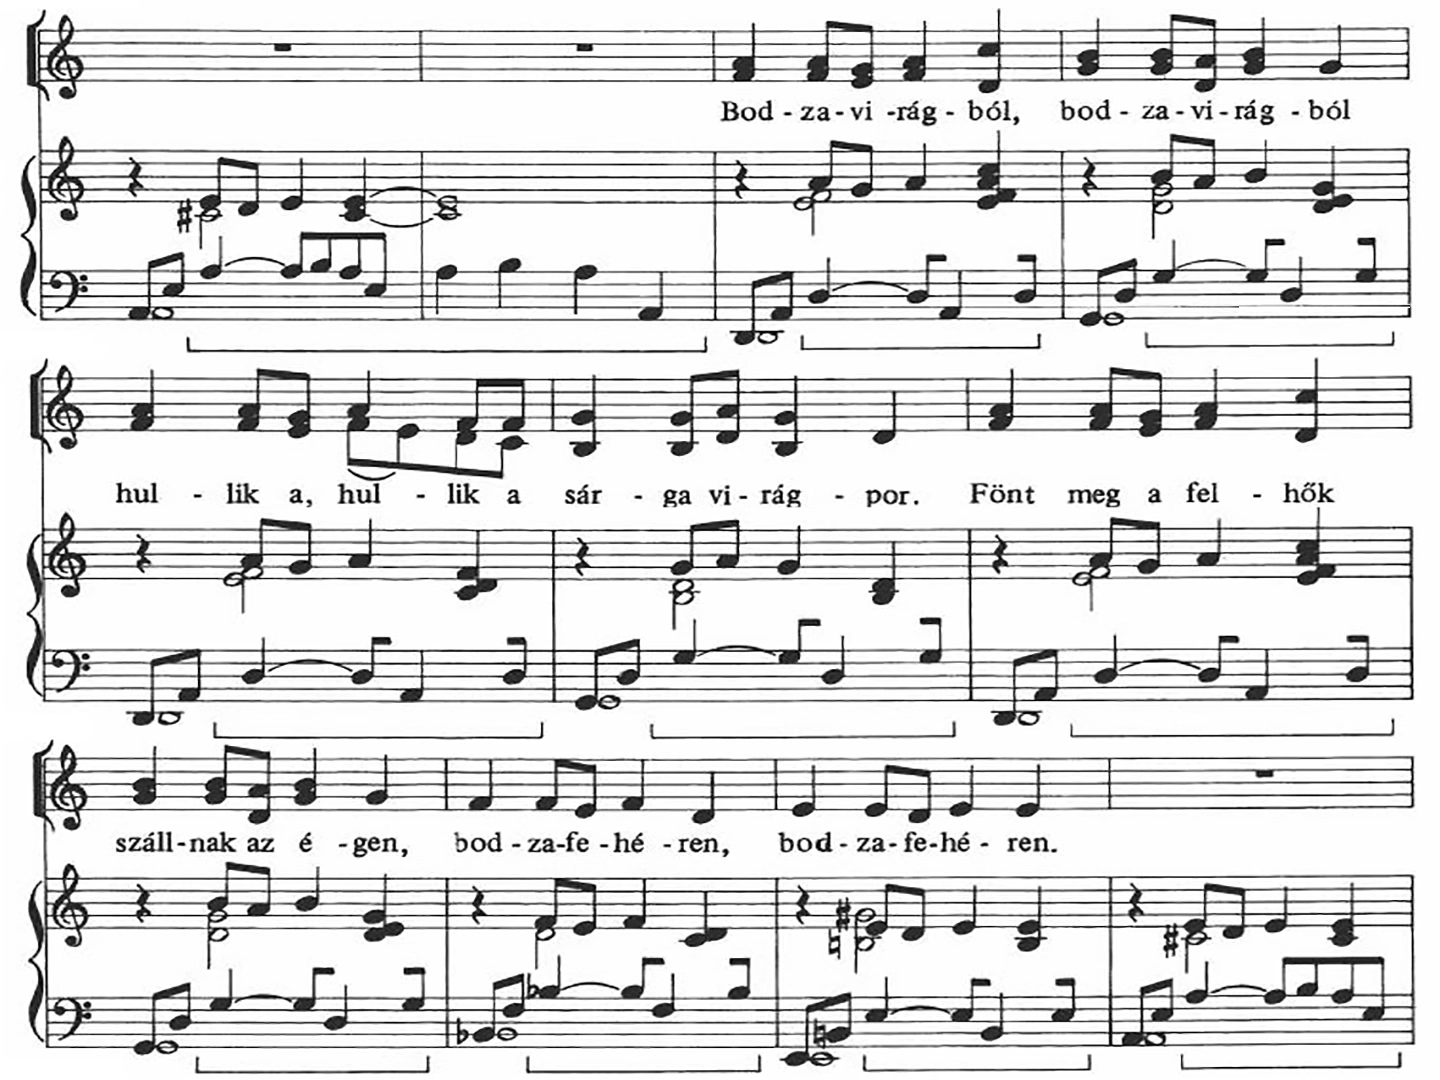 Bod - za - vi - rág - ból, bod - za - vi - rág - ból
hul - lik a, hul - lik a sár - ga vi - rág - por. Fönt meg a fel - hők
száll - nak az é - gen, bod - za - fe - hé - ren, bod - za - fe - hé - ren.